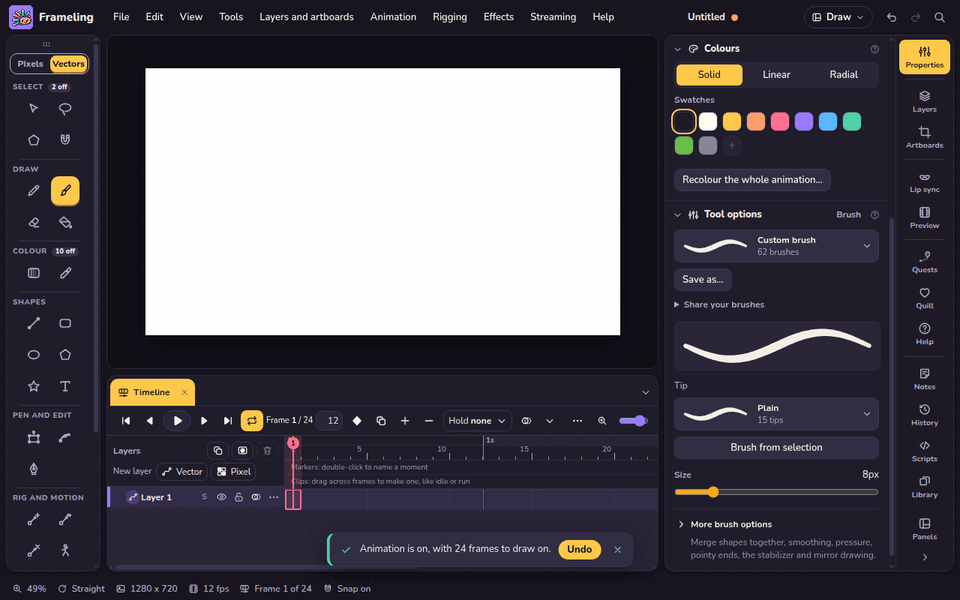 Frameling
File Edit View Tools Layers and artboards Animation Rigging Effects Streaming Help
Untitled
Draw
Pixels Vectors
SELECT 2 off
DRAW
COLOUR 10 off
SHAPES
PEN AND EDIT
RIG AND MOTION
Timeline
Frame 1 / 24 12
Hold none
Layers
New layer Vector Pixel
1 5 10 15 20
1s
Markers: double-click to name a moment
Clips: drag across frames to make one, like idle or run
Layer 1 S
Animation is on, with 24 frames to draw on. Undo
Colours
Solid Linear Radial
Swatches
Recolour the whole animation...
Tool options Brush
Custom brush
62 brushes
Save as...
Share your brushes
Tip
Plain
15 tips
Brush from selection
Size 8px
More brush options
Merge shapes together, smoothing, pressure,
pointy ends, the stabilizer and mirror drawing.
Properties
Layers
Artboards
Lip sync
Preview
Quests
Quill
Help
Notes
History
Scripts
Library
Panels
49% Straight 1280 x 720 12 fps Frame 1 of 24 Snap on